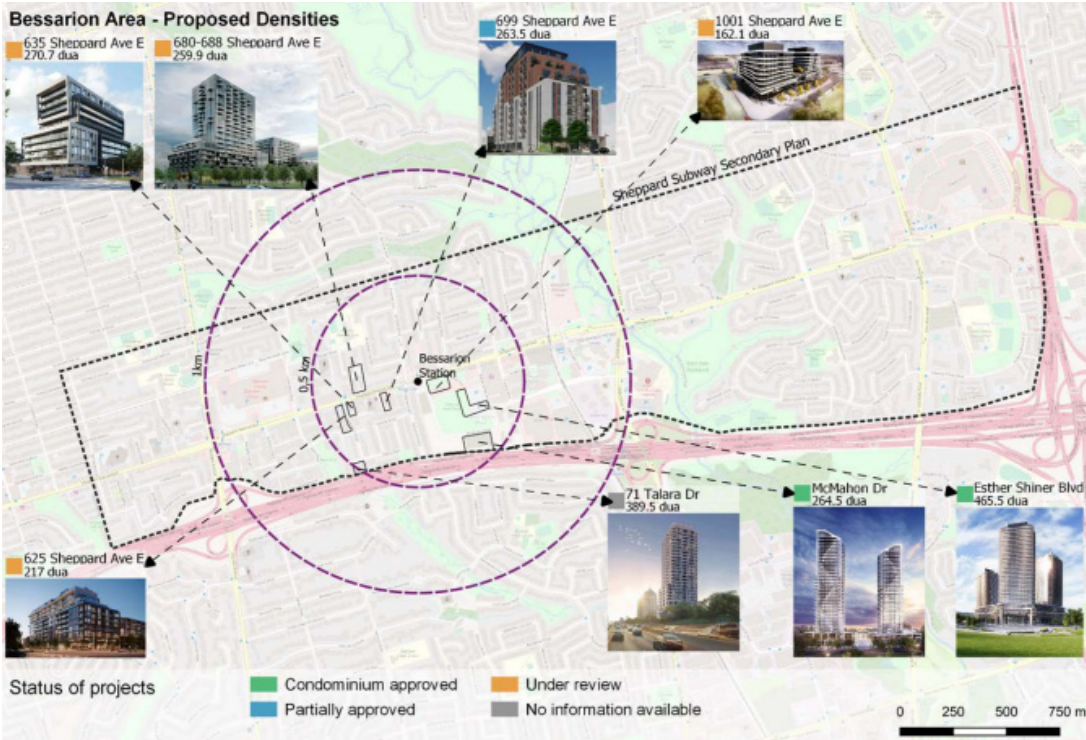 Bessarion Area - Proposed Densities
635 Sheppard Ave E
270.7 dua
680-688 Sheppard Ave E
259.9 dua
699 Sheppard Ave E
263.5 dua
1001 Sheppard Ave E
162.1 dua
Sheppard Subway Secondary Plan
1km
0,5 km
Bessarion
Station
71 Talara Dr
389.5 dua
McMahon Dr
264.5 dua
Esther Shiner Blvd
465.5 dua
625 Sheppard Ave E
217 dua
Status of projects
Condominium approved
Under review
Partially approved
No information available
0 250 500 750 m